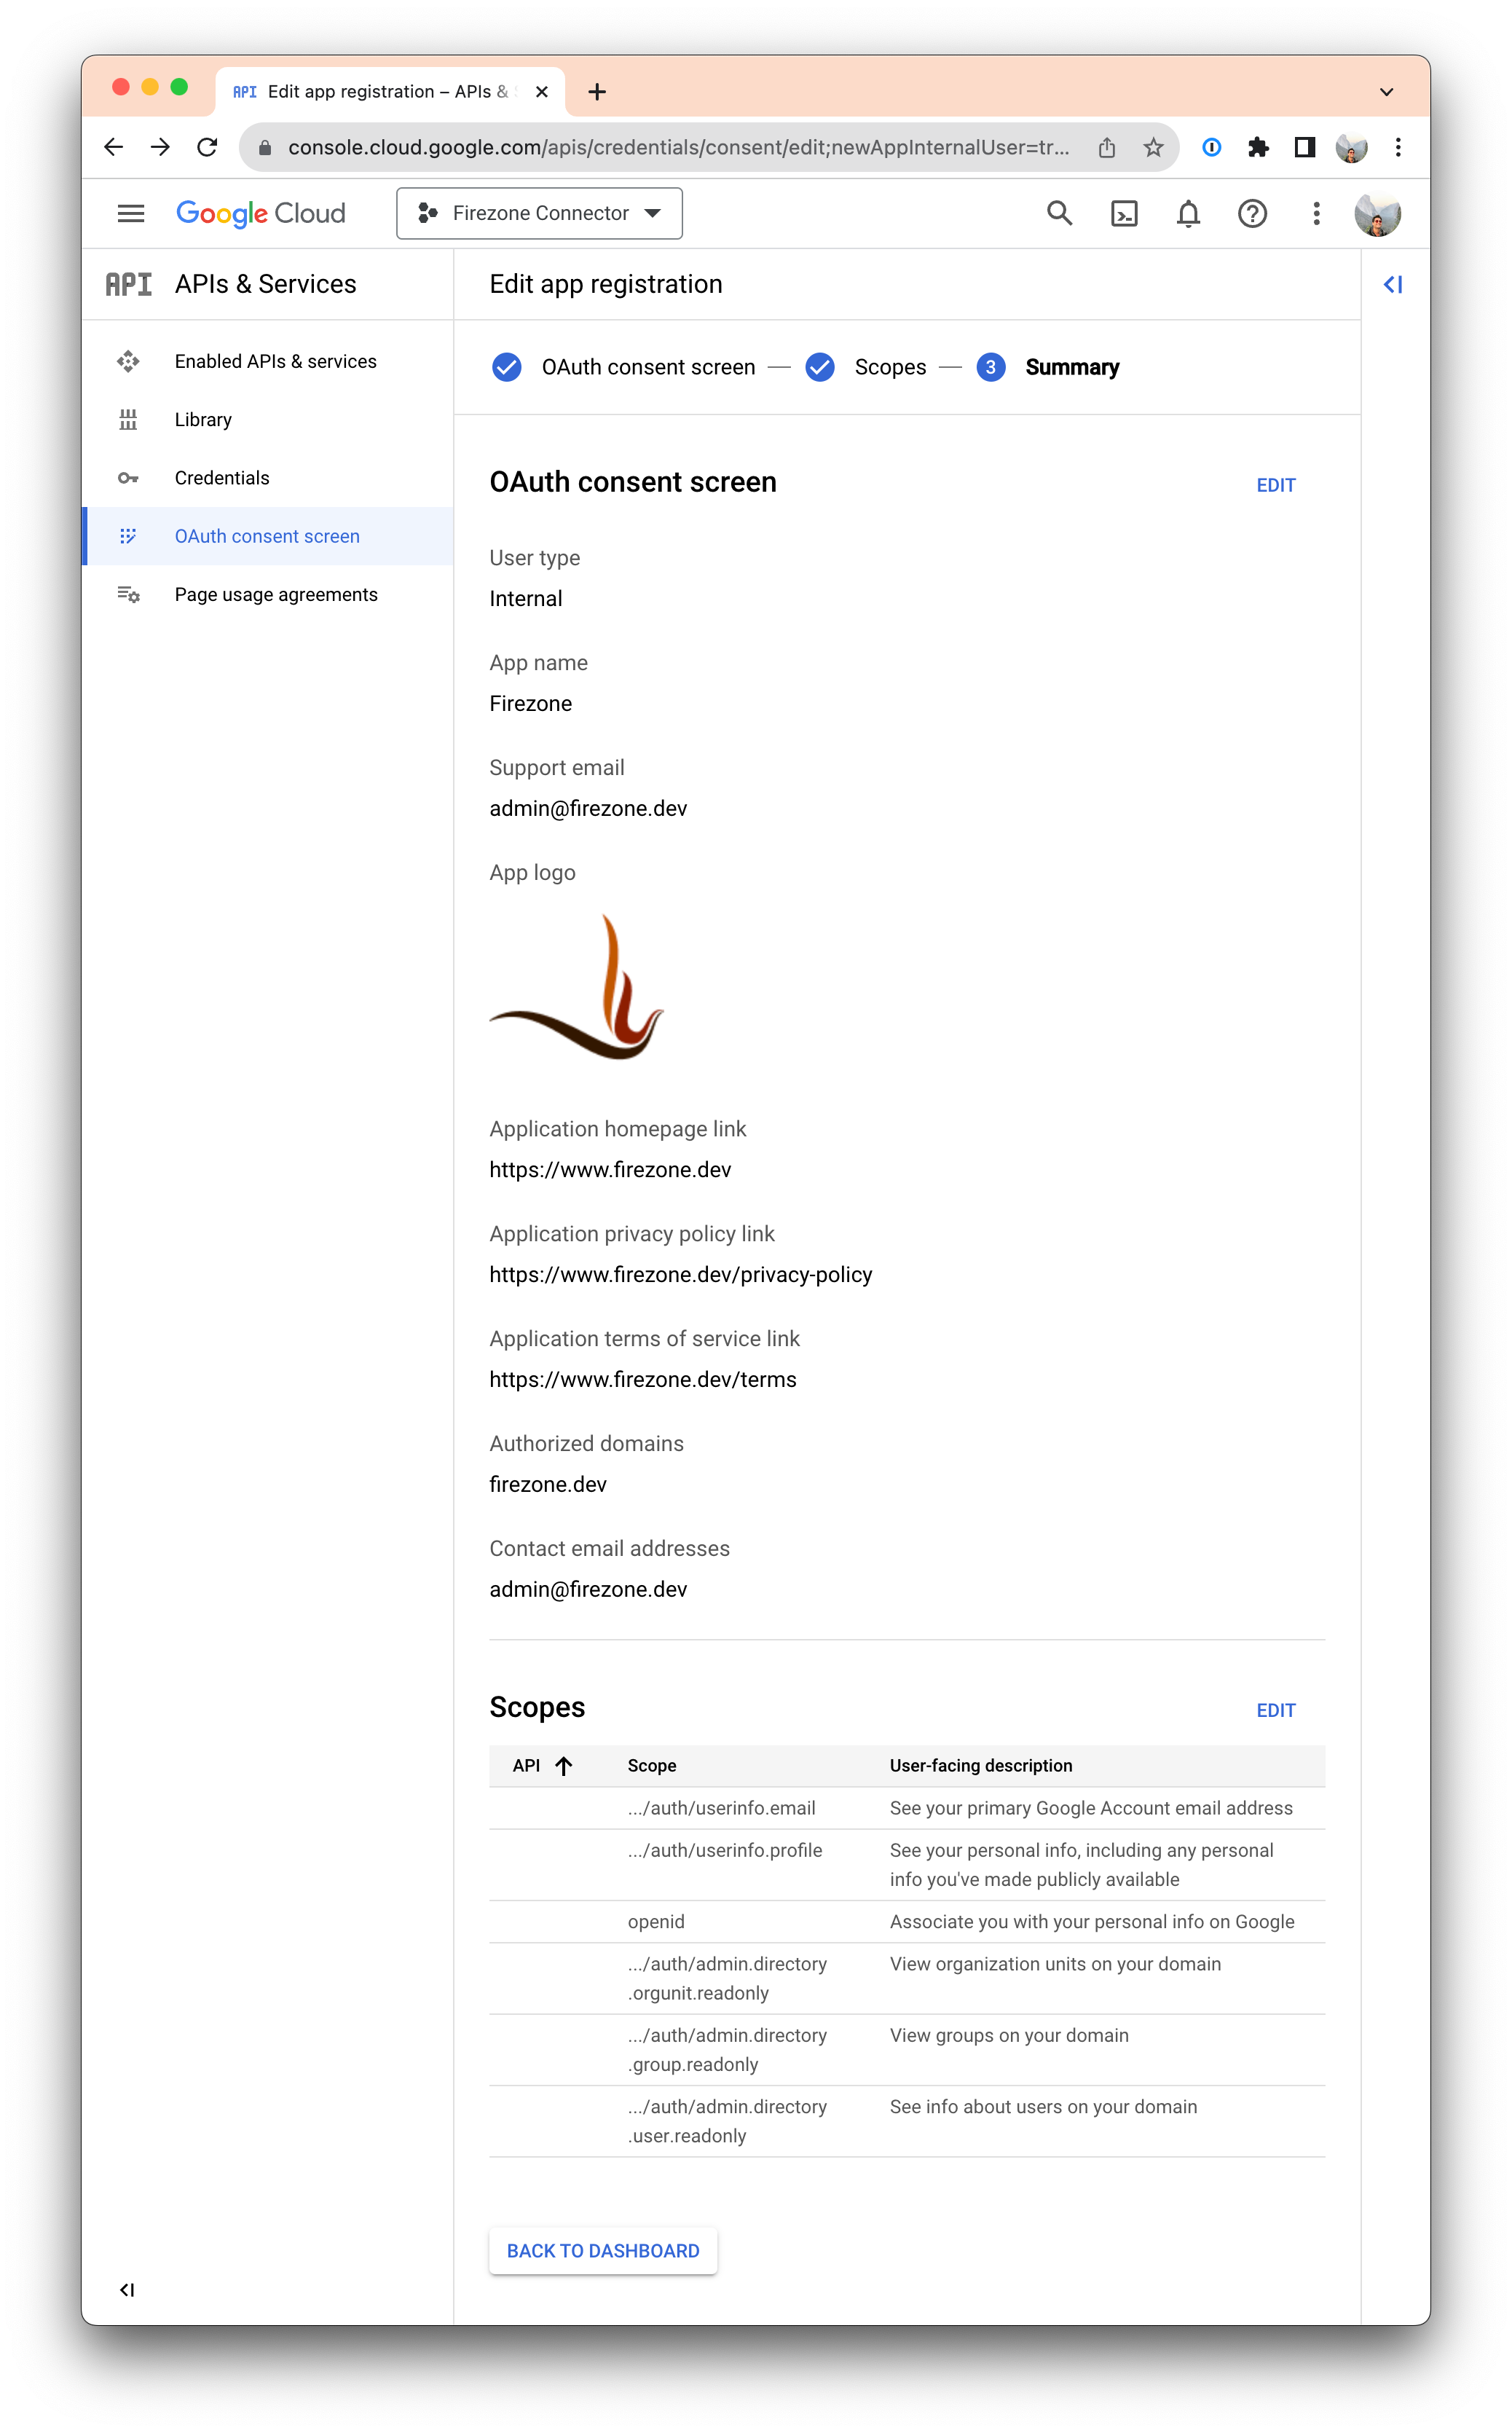 API Edit app registration – APIs &
console.cloud.google.com/apis/credentials/consent/edit;newAppInternalUser=tr...
Google Cloud
Firezone Connector
API APIs & Services
Edit app registration
Enabled APIs & services
Library
Credentials
OAuth consent screen
Page usage agreements
OAuth consent screen — Scopes — 3 Summary
OAuth consent screen
EDIT
User type
Internal
App name
Firezone
Support email
admin@firezone.dev
App logo
Application homepage link
https://www.firezone.dev
Application privacy policy link
https://www.firezone.dev/privacy-policy
Application terms of service link
https://www.firezone.dev/terms
Authorized domains
firezone.dev
Contact email addresses
admin@firezone.dev
Scopes
EDIT
API Scope User-facing description
.../auth/userinfo.email See your primary Google Account email address
.../auth/userinfo.profile See your personal info, including any personal
info you've made publicly available
openid Associate you with your personal info on Google
.../auth/admin.directory View organization units on your domain
.orgunit.readonly
.../auth/admin.directory View groups on your domain
.group.readonly
.../auth/admin.directory See info about users on your domain
.user.readonly
BACK TO DASHBOARD